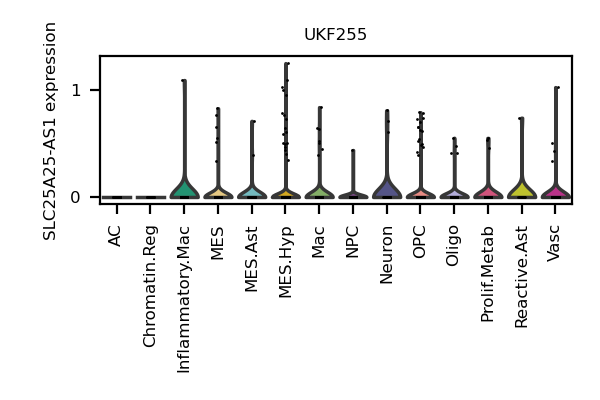 UKF255
SLC25A25-AS1 expression
1
0
AC
Chromatin.Reg
Inflammatory.Mac
MES
MES.Ast
MES.Hyp
Mac
NPC
Neuron
OPC
Oligo
Prolif.Metab
Reactive.Ast
Vasc